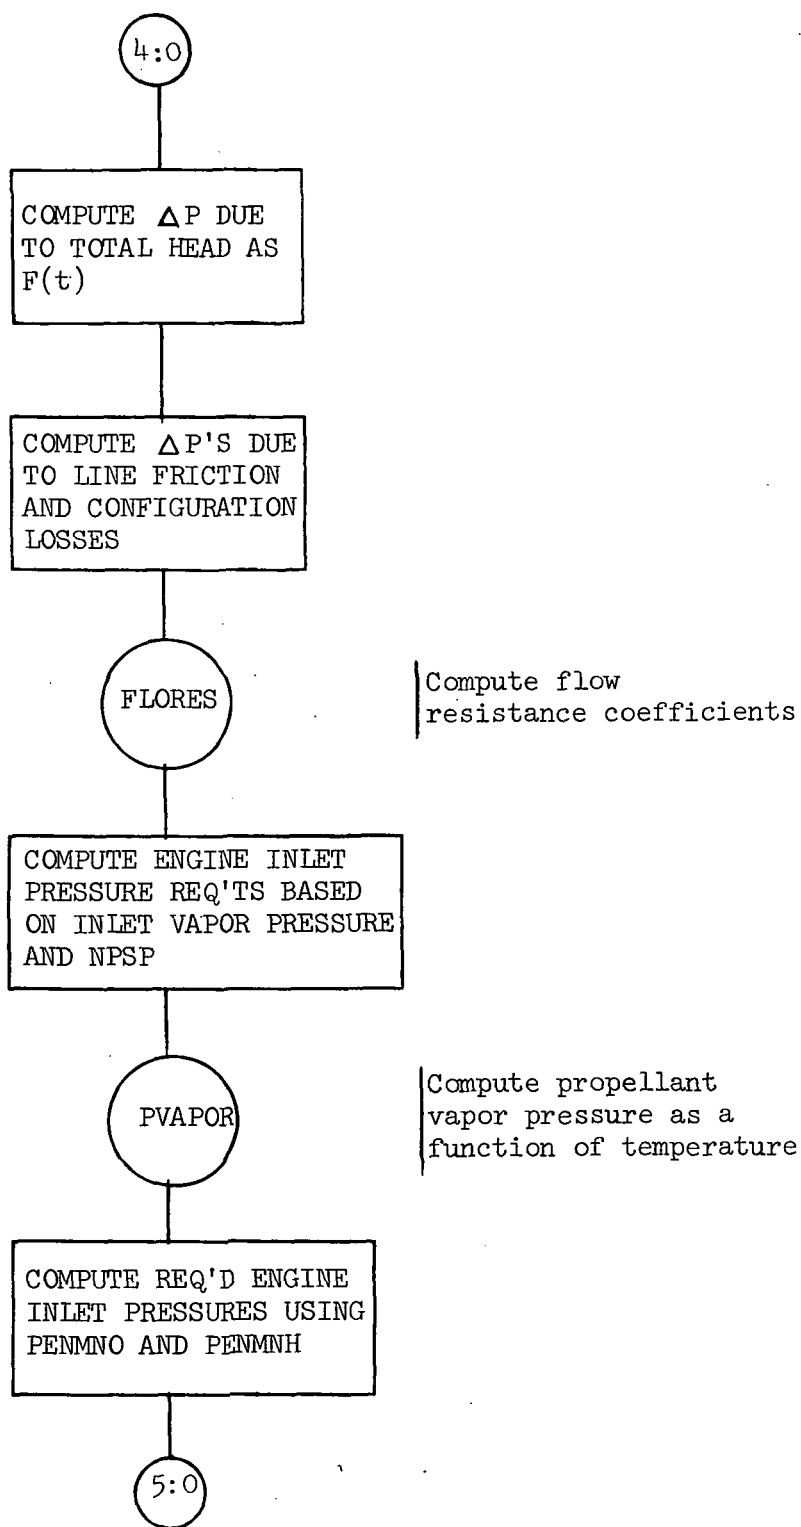 4:0
COMPUTE ΔP DUE
TO TOTAL HEAD AS
F(t)
COMPUTE ΔP'S DUE
TO LINE FRICTION
AND CONFIGURATION
LOSSES
FLORES
Compute flow
resistance coefficients
COMPUTE ENGINE INLET
PRESSURE REQ'TS BASED
ON INLET VAPOR PRESSURE
AND NPSP
PVAPOR
Compute propellant
vapor pressure as a
function of temperature
COMPUTE REQ'D ENGINE
INLET PRESSURES USING
PENMNO AND PENMNH
5:0